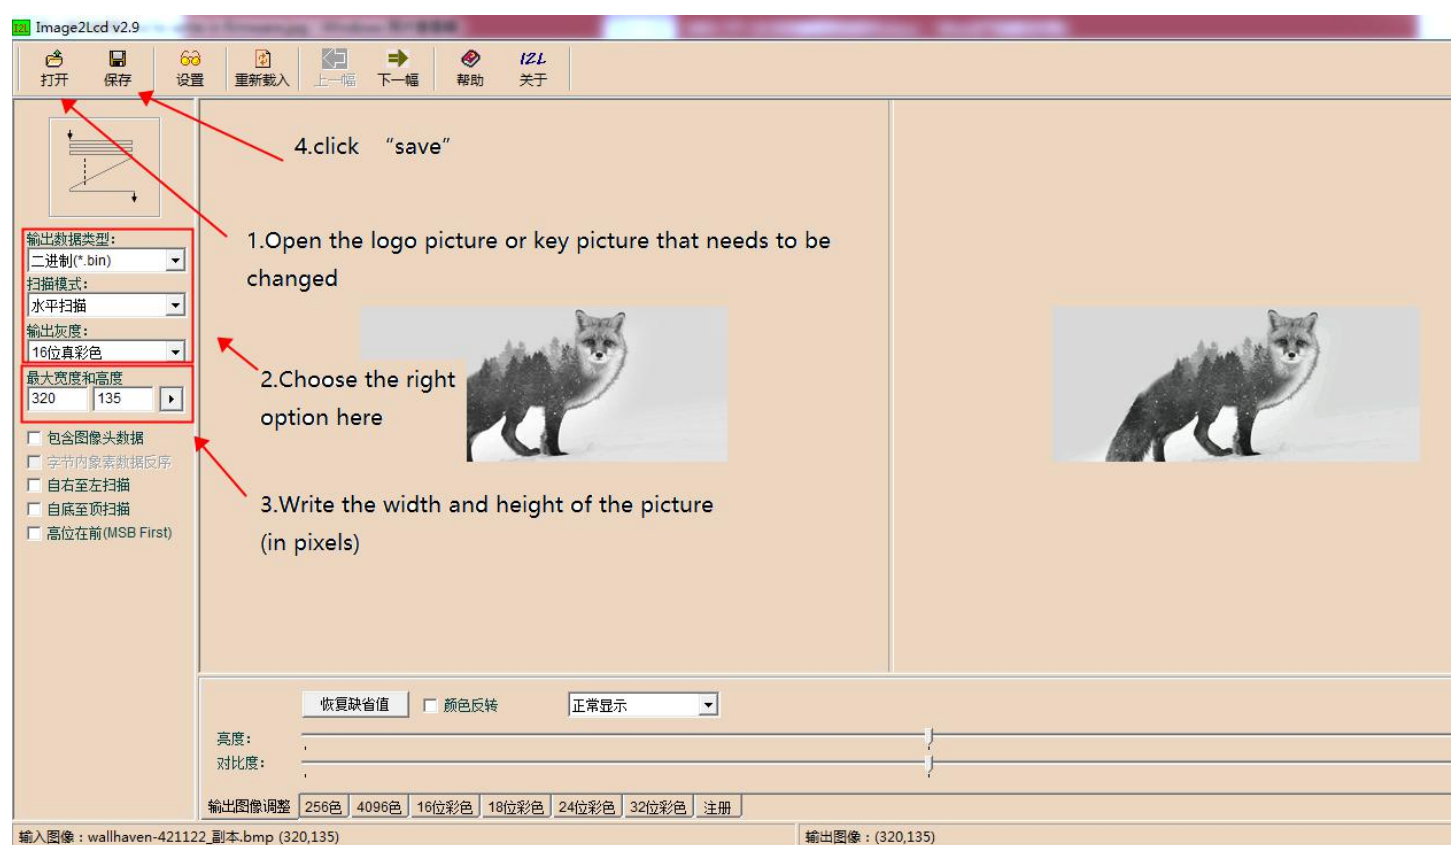 Image2Lcd v2.9
打开 保存 设置 重新载入 上一幅 下一幅 帮助 I2L 关于
4.click “save”
1.Open the logo picture or key picture that needs to be
changed
输出数据类型:
二进制(*.bin)
扫描模式:
水平扫描
输出灰度:
16位真彩色
最大宽度和高度
320 135
2.Choose the right
option here
包含图像头数据
字节内象素数据反序
自右至左扫描
自底至顶扫描
高位在前(MSB First)
3.Write the width and height of the picture
(in pixels)
恢复缺省值 颜色反转 正常显示
亮度:
对比度:
输出图像调整 256色 4096色 16位彩色 18位彩色 24位彩色 32位彩色 注册
输入图像：wallhaven-421122_副本.bmp (320,135) 输出图像：(320,135)